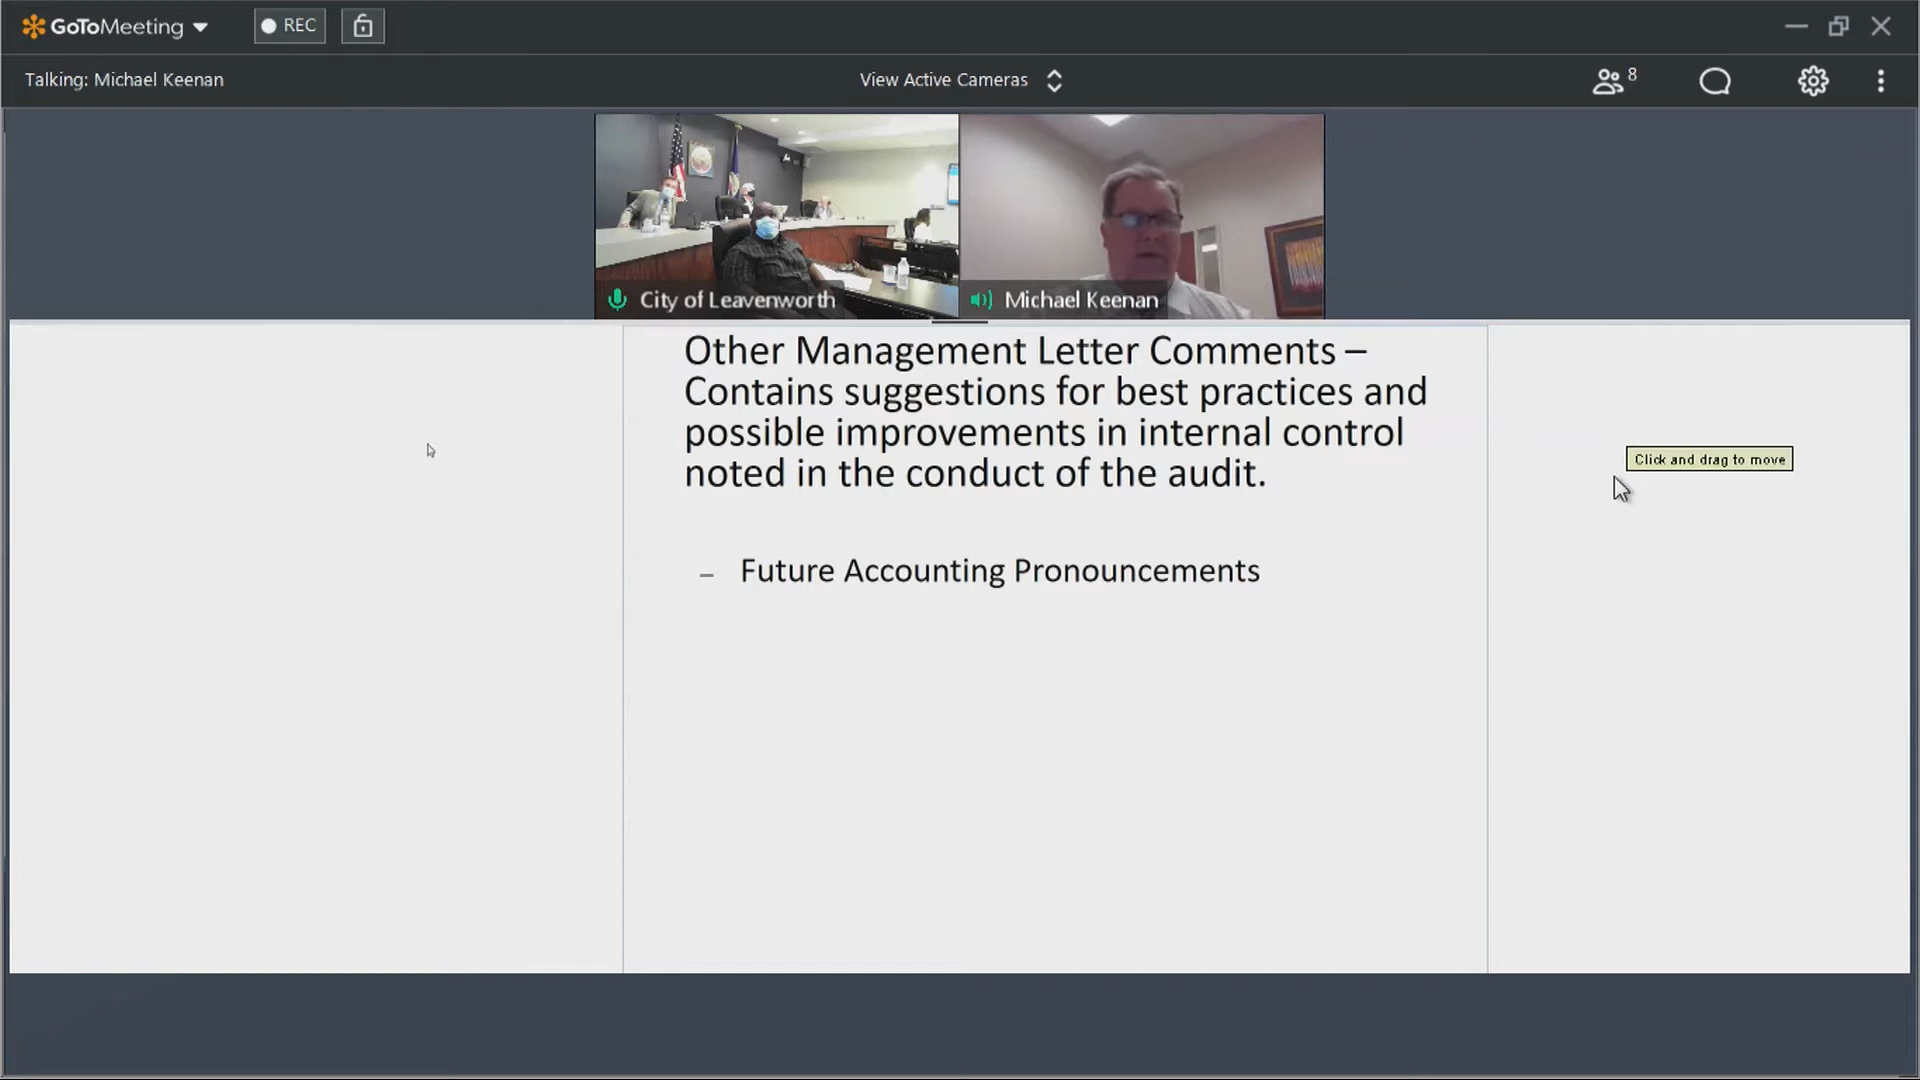 GoToMeeting
REC
Talking: Michael Keenan
View Active Cameras
8
City of Leavenworth
Michael Keenan
Other Management Letter Comments –
Contains suggestions for best practices and
possible improvements in internal control
noted in the conduct of the audit.
– Future Accounting Pronouncements
Click and drag to move